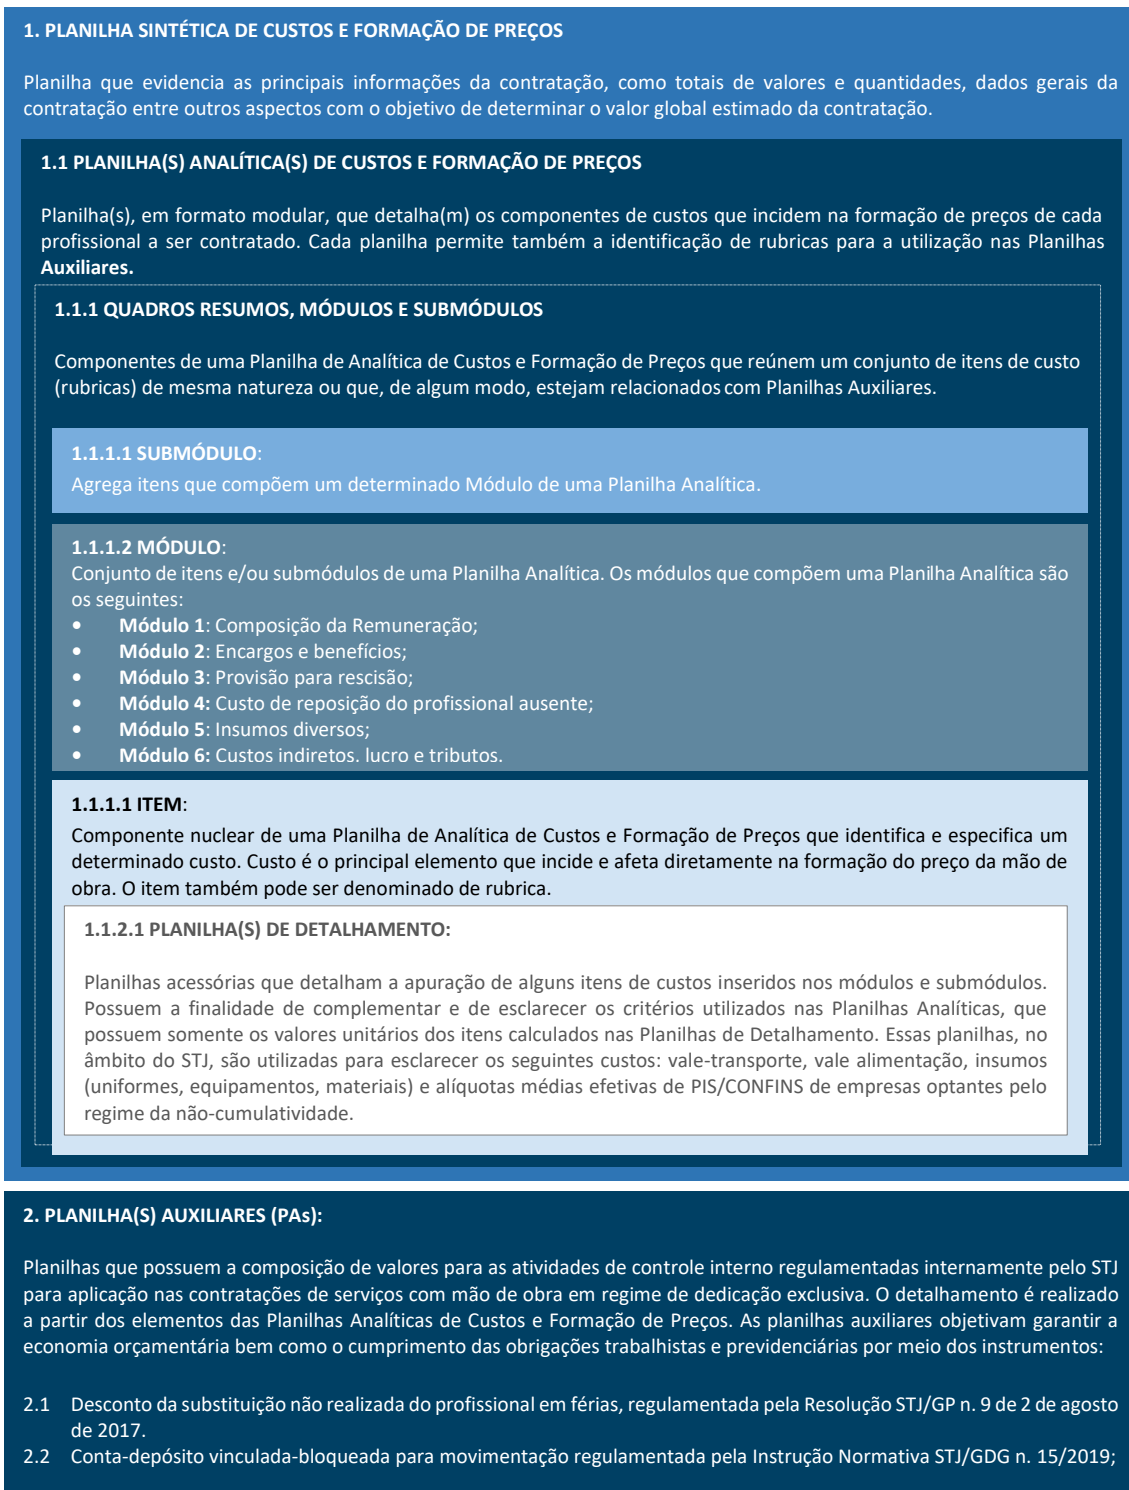 1. PLANILHA SINTÉTICA DE CUSTOS E FORMAÇÃO DE PREÇOS
Planilha que evidencia as principais informações da contratação, como totais de valores e quantidades, dados gerais da
contratação entre outros aspectos com o objetivo de determinar o valor global estimado da contratação.
1.1 PLANILHA(S) ANALÍTICA(S) DE CUSTOS E FORMAÇÃO DE PREÇOS
Planilha(s), em formato modular, que detalha(m) os componentes de custos que incidem na formação de preços de cada
profissional a ser contratado. Cada planilha permite também a identificação de rubricas para a utilização nas Planilhas
Auxiliares.
1.1.1 QUADROS RESUMOS, MÓDULOS E SUBMÓDULOS
Componentes de uma Planilha de Analítica de Custos e Formação de Preços que reúnem um conjunto de itens de custo
(rubricas) de mesma natureza ou que, de algum modo, estejam relacionados com Planilhas Auxiliares.
1.1.1.1 SUBMÓDULO:
Agrega itens que compõem um determinado Módulo de uma Planilha Analítica.
1.1.1.2 MÓDULO:
Conjunto de itens e/ou submódulos de uma Planilha Analítica. Os módulos que compõem uma Planilha Analítica são
os seguintes:
• Módulo 1: Composição da Remuneração;
• Módulo 2: Encargos e benefícios;
• Módulo 3: Provisão para rescisão;
• Módulo 4: Custo de reposição do profissional ausente;
• Módulo 5: Insumos diversos;
• Módulo 6: Custos indiretos. lucro e tributos.
1.1.1.1 ITEM:
Componente nuclear de uma Planilha de Analítica de Custos e Formação de Preços que identifica e especifica um
determinado custo. Custo é o principal elemento que incide e afeta diretamente na formação do preço da mão de
obra. O item também pode ser denominado de rubrica.
1.1.2.1 PLANILHA(S) DE DETALHAMENTO:
Planilhas acessórias que detalham a apuração de alguns itens de custos inseridos nos módulos e submódulos.
Possuem a finalidade de complementar e de esclarecer os critérios utilizados nas Planilhas Analíticas, que
possuem somente os valores unitários dos itens calculados nas Planilhas de Detalhamento. Essas planilhas, no
âmbito do STJ, são utilizadas para esclarecer os seguintes custos: vale-transporte, vale alimentação, insumos
(uniformes, equipamentos, materiais) e alíquotas médias efetivas de PIS/CONFINS de empresas optantes pelo
regime da não-cumulatividade.
2. PLANILHA(S) AUXILIARES (PAs):
Planilhas que possuem a composição de valores para as atividades de controle interno regulamentadas internamente pelo STJ
para aplicação nas contratações de serviços com mão de obra em regime de dedicação exclusiva. O detalhamento é realizado
a partir dos elementos das Planilhas Analíticas de Custos e Formação de Preços. As planilhas auxiliares objetivam garantir a
economia orçamentária bem como o cumprimento das obrigações trabalhistas e previdenciárias por meio dos instrumentos:
2.1 Desconto da substituição não realizada do profissional em férias, regulamentada pela Resolução STJ/GP n. 9 de 2 de agosto
de 2017.
2.2 Conta-depósito vinculada-bloqueada para movimentação regulamentada pela Instrução Normativa STJ/GDG n. 15/2019;